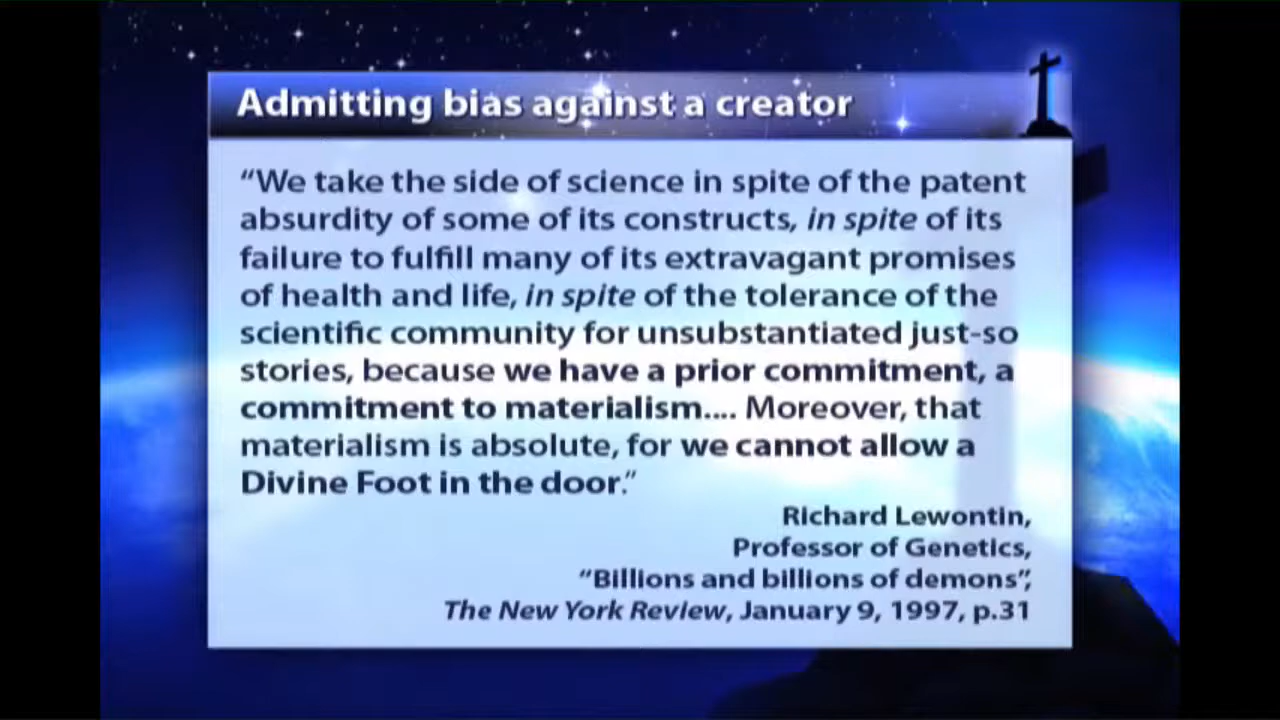 Admitting bias against a creator
“We take the side of science in spite of the patent
absurdity of some of its constructs, in spite of its
failure to fulfill many of its extravagant promises
of health and life, in spite of the tolerance of the
scientific community for unsubstantiated just-so
stories, because we have a prior commitment, a
commitment to materialism.... Moreover, that
materialism is absolute, for we cannot allow a
Divine Foot in the door.”
Richard Lewontin,
Professor of Genetics,
“Billions and billions of demons”,
The New York Review, January 9, 1997, p.31